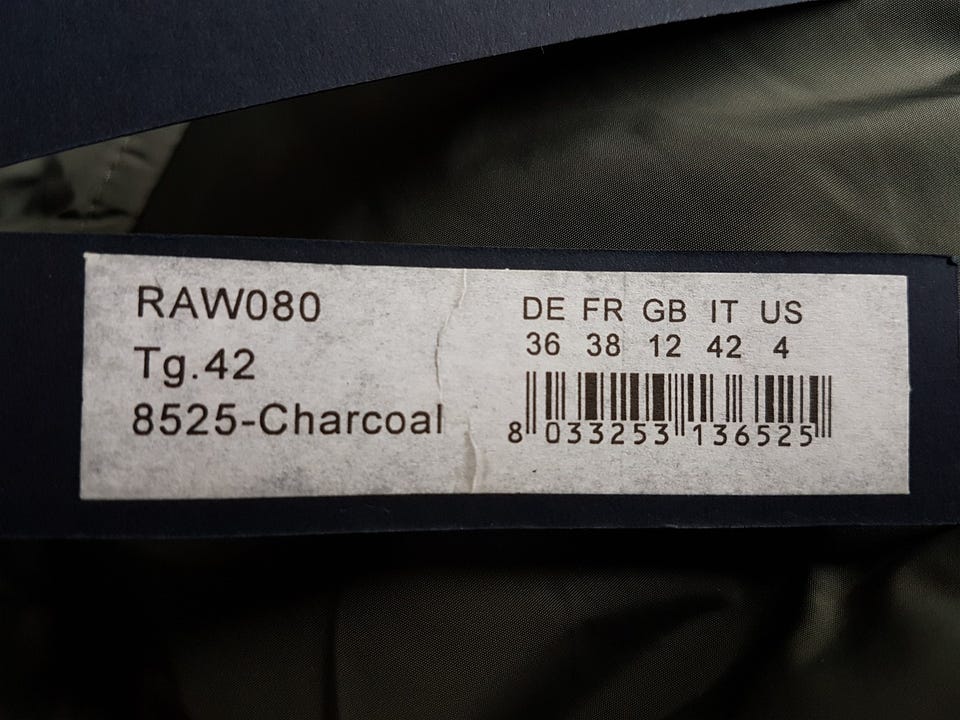 RAW080
Tg.42
8525-Charcoal
DE FR GB IT US
36 38 12 42 4
8 033253 136525